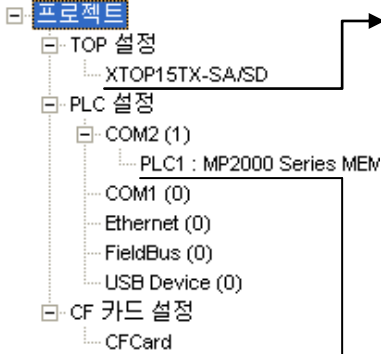 프로젝트
TOP 설정
XTOP15TX-SA/SD
PLC 설정
COM2 (1)
PLC1 : MP2000 Series MEM
COM1 (0)
Ethernet (0)
FieldBus (0)
USB Device (0)
CF 카드 설정
CFCard